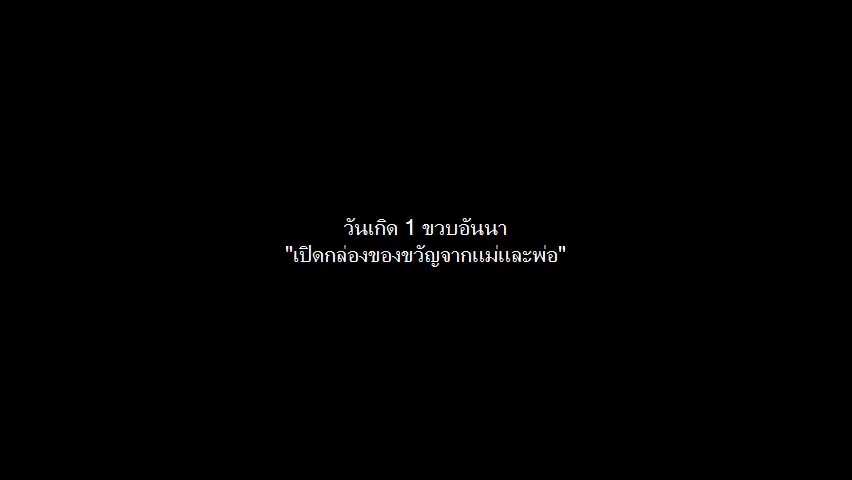 วันเกิด 1 ขวบอันนา
"เปิดกล่องของขวัญจากแม่และพ่อ"